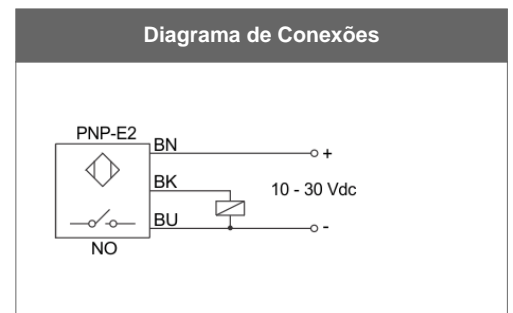 Diagrama de Conexões
PNP-E2
BN
+
BK
10 - 30 Vdc
BU
-
NO